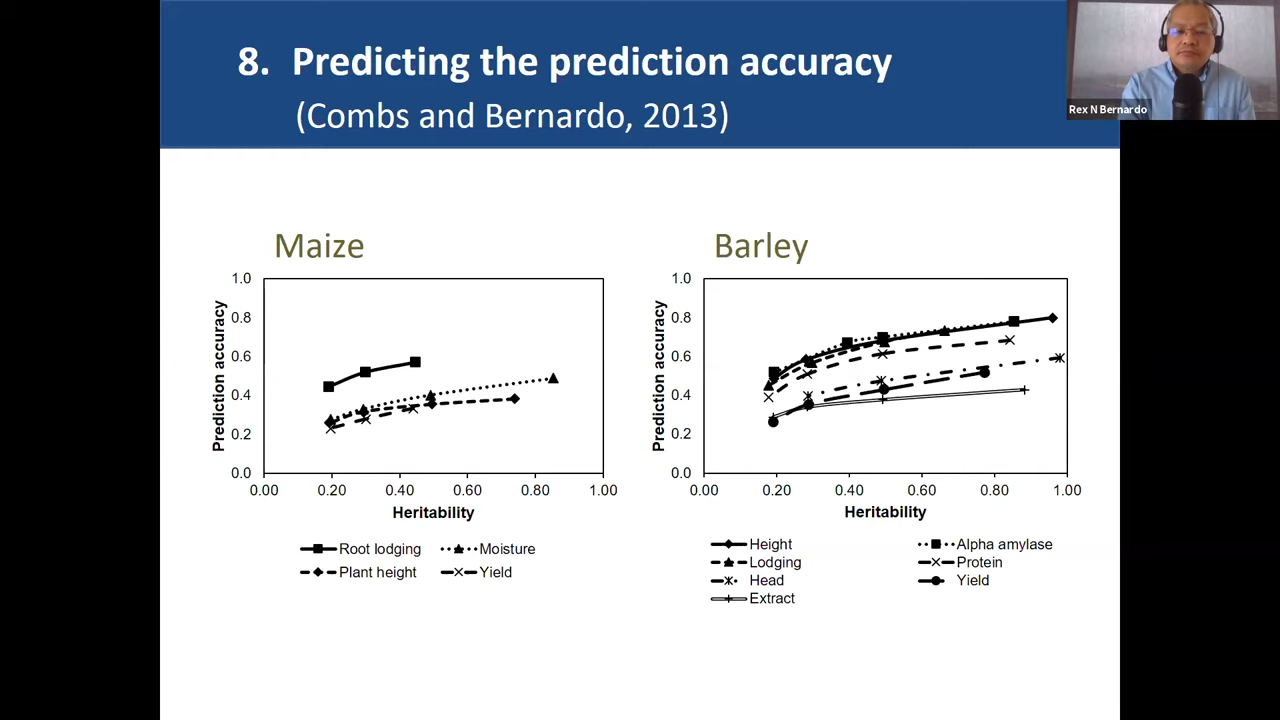 8. Predicting the prediction accuracy
(Combs and Bernardo, 2013)
Rex N Bernardo
Maize
1.0
0.8
0.6
0.4
0.2
0.0
Prediction accuracy
0.00 0.20 0.40 0.60 0.80 1.00
Heritability
Root lodging Moisture
Plant height Yield
Barley
1.0
0.8
0.6
0.4
0.2
0.0
Prediction accuracy
0.00 0.20 0.40 0.60 0.80 1.00
Heritability
Height Alpha amylase
Lodging Protein
Head Yield
Extract